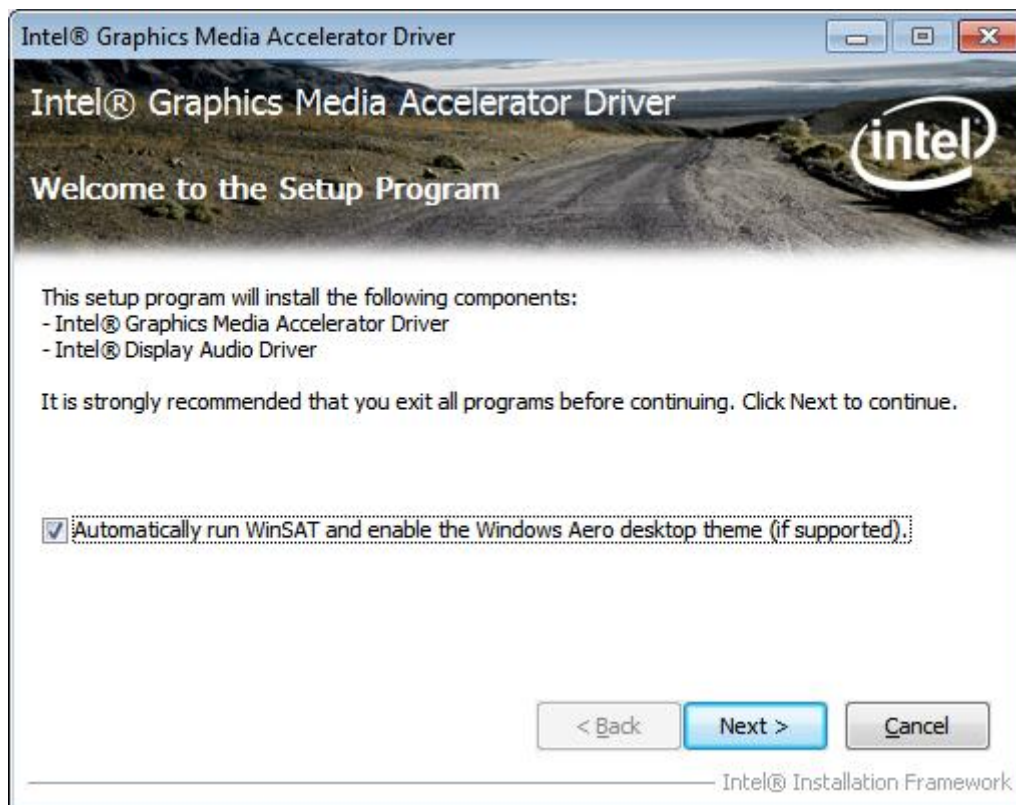 Intel® Graphics Media Accelerator Driver
Intel® Graphics Media Accelerator Driver
intel
Welcome to the Setup Program
This setup program will install the following components:
- Intel® Graphics Media Accelerator Driver
- Intel® Display Audio Driver
It is strongly recommended that you exit all programs before continuing. Click Next to continue.
Automatically run WinSAT and enable the Windows Aero desktop theme (if supported).
< Back Next > Cancel
Intel® Installation Framework